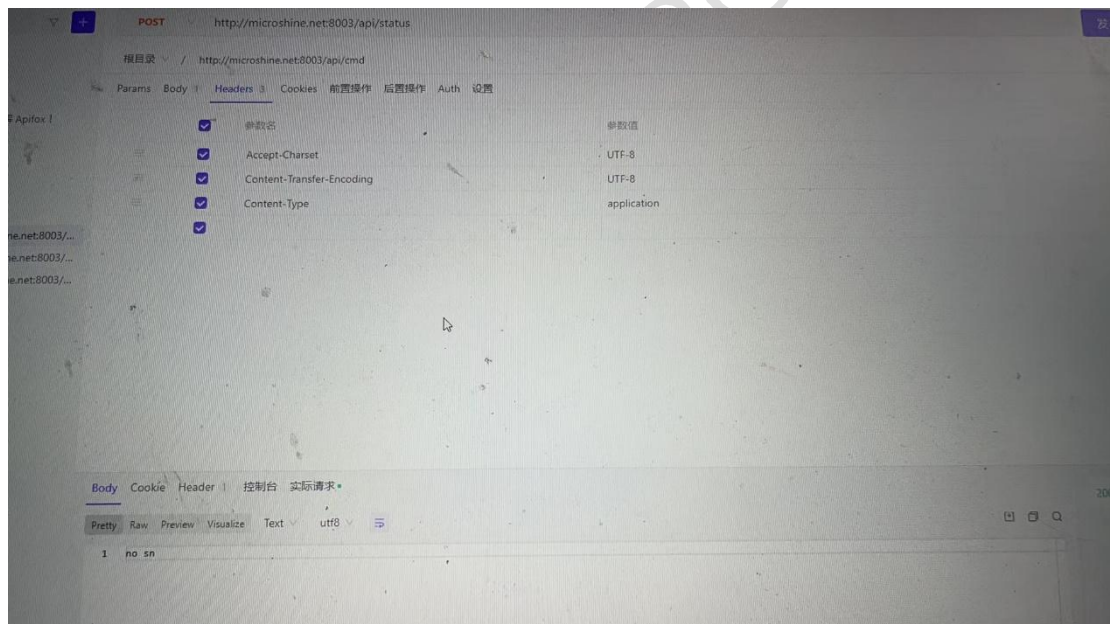 POST http://microshine.net:8003/api/status 发
根目录 / http://microshine.net:8003/api/cmd
Params Body 1 Headers 3 Cookies 前置操作 后置操作 Auth 设置
Apifox !
参数名 参数值
Accept-Charset UTF-8
Content-Transfer-Encoding UTF-8
Content-Type application
ne.net:8003/...
ne.net:8003/...
e.net:8003/...
Body Cookie Header 1 控制台 实际请求
200
Pretty Raw Preview Visualize Text utf8
1 no sn